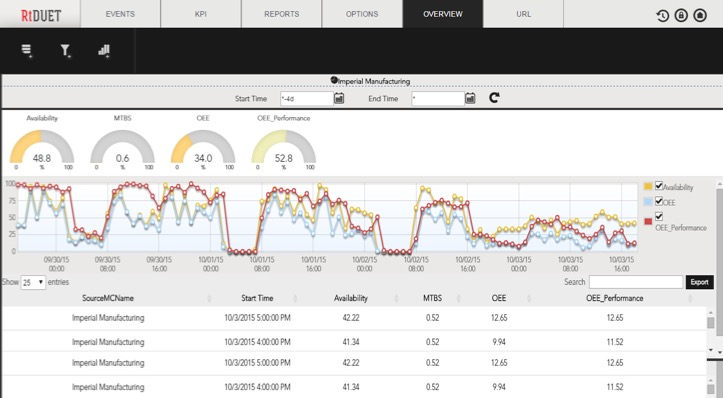 RtDUET EVENTS KPI REPORTS OPTIONS OVERVIEW URL
Imperial Manufacturing
Start Time *-4d End Time *
Availability MTBS OEE OEE_Performance
48.8 0.6 34.0 52.8
0 % 100 0 % 100 0 % 100 0 % 100
100
75
50
25
0
Availability
OEE
OEE_Performance
09/30/15 09/30/15 09/30/15 10/01/15 10/01/15 10/01/15 10/02/15 10/02/15 10/02/15 10/03/15 10/03/15 10/03/15
00:00 08:00 16:00 00:00 08:00 16:00 00:00 08:00 16:00 00:00 08:00 16:00
Show 25 entries Search Export
SourceMCName Start Time Availability MTBS OEE OEE_Performance
Imperial Manufacturing 10/3/2015 5:00:00 PM 42.22 0.52 12.65 12.65
Imperial Manufacturing 10/3/2015 4:00:00 PM 41.34 0.52 9.94 11.52
Imperial Manufacturing 10/3/2015 5:00:00 PM 42.22 0.52 12.65 12.65
Imperial Manufacturing 10/3/2015 4:00:00 PM 41.34 0.52 9.94 11.52